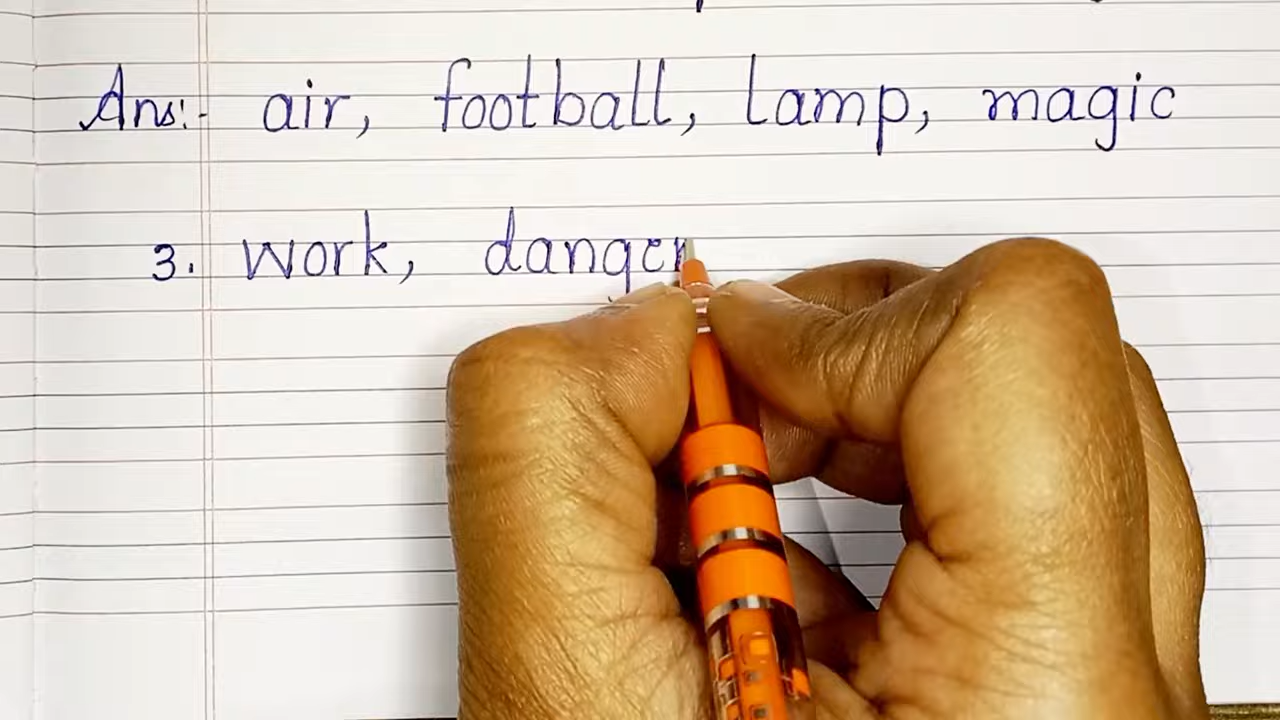 Ans:- air, football, lamp, magic
3. work, danger